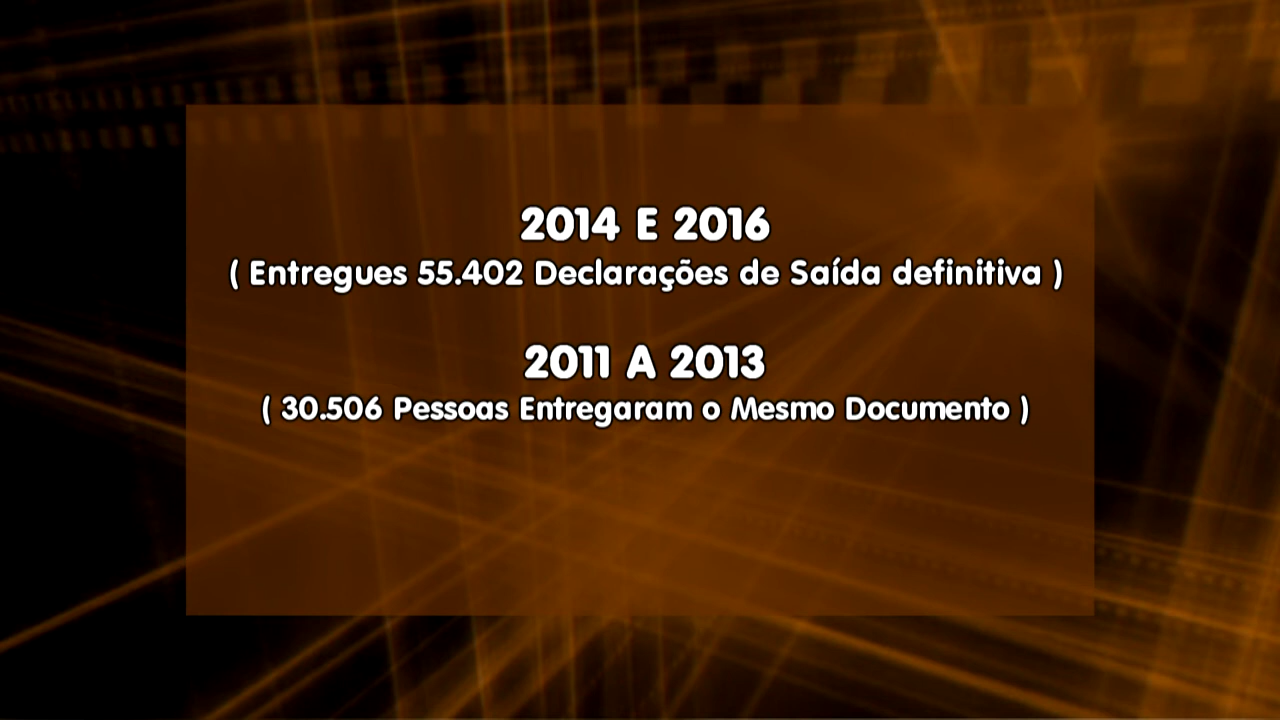 2014 E 2016
( Entregues 55.402 Declarações de Saída definitiva )
2011 A 2013
( 30.506 Pessoas Entregaram o Mesmo Documento )